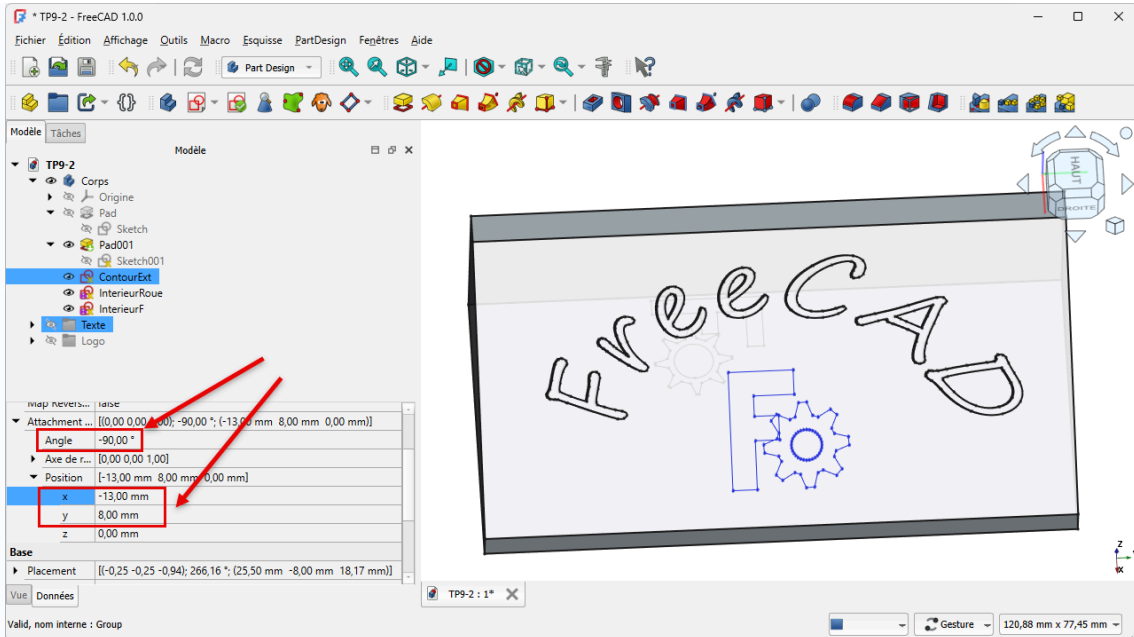 * TP9-2 - FreeCAD 1.0.0
Fichier Édition Affichage Outils Macro Esquisse PartDesign Fenêtres Aide
Part Design
Modèle Tâches
Modèle
TP9-2
Corps
Origine
Pad
Sketch
Pad001
Sketch001
ContourExt
InterieurRoue
InterieurF
Texte
Logo
Map Revers... false
Attachment ... [(0,00 0,00 1,00); -90,00 °; (-13,00 mm 8,00 mm 0,00 mm)]
Angle -90,00 °
Axe de r... [0,00 0,00 1,00]
Position [-13,00 mm 8,00 mm 0,00 mm]
x -13,00 mm
y 8,00 mm
z 0,00 mm
Base
Placement [(-0,25 -0,25 -0,94); 266,16 °; (25,50 mm -8,00 mm 18,17 mm)]
Vue Données
HAUT
DROITE
FreeCAD
F
Z
TP9-2 : 1*
Valid, nom interne : Group
Gesture
120,88 mm x 77,45 mm